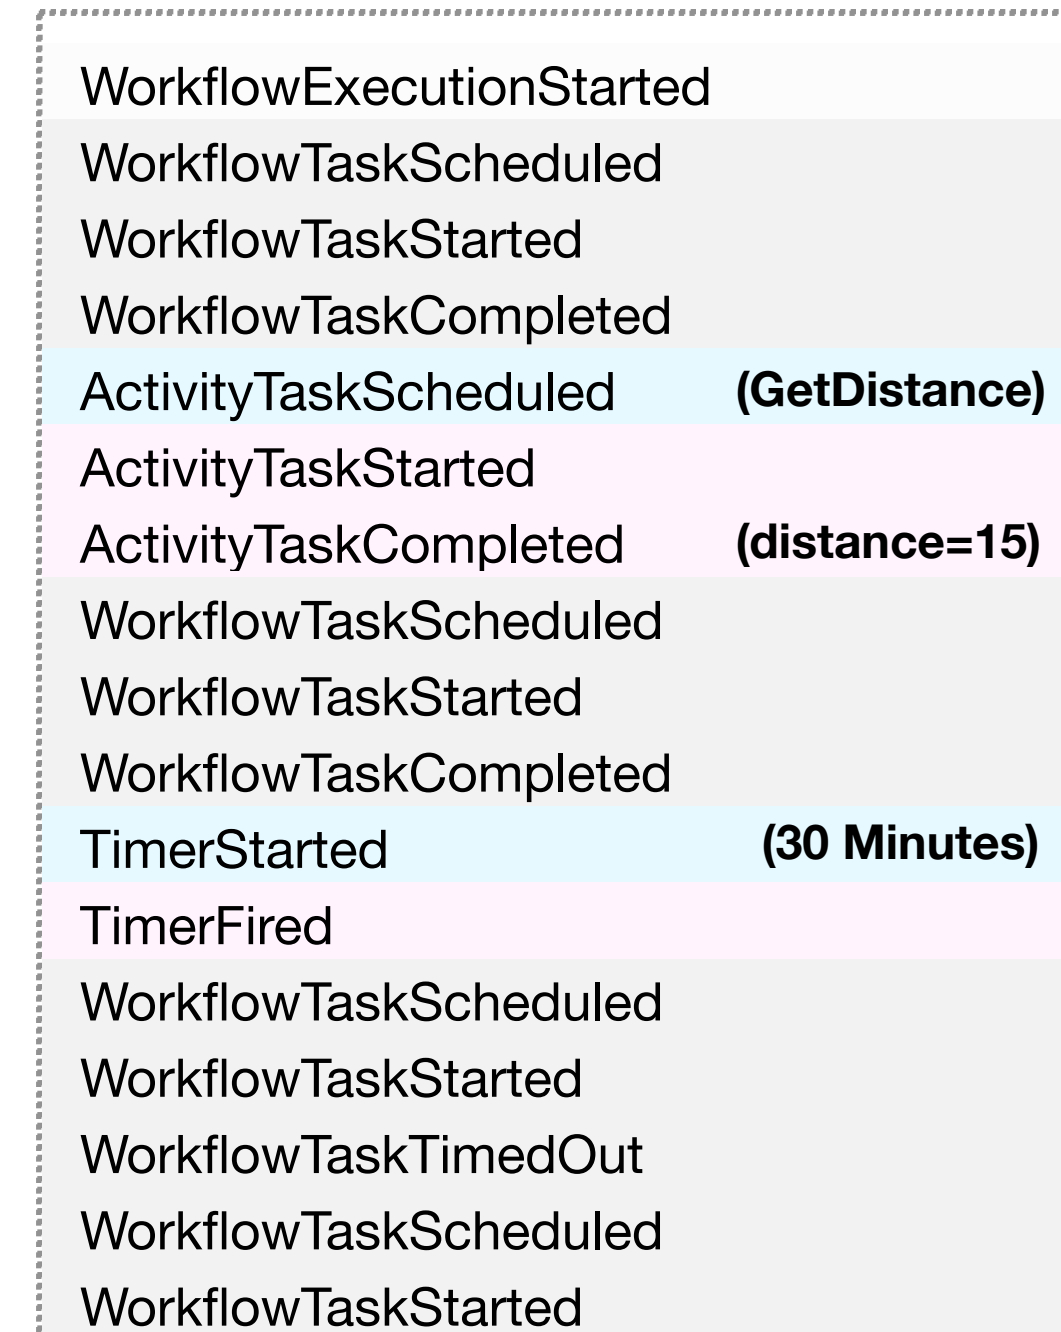 WorkflowExecutionStarted
WorkflowTaskScheduled
WorkflowTaskStarted
WorkflowTaskCompleted
ActivityTaskScheduled (GetDistance)
ActivityTaskStarted
ActivityTaskCompleted (distance=15)
WorkflowTaskScheduled
WorkflowTaskStarted
WorkflowTaskCompleted
TimerStarted (30 Minutes)
TimerFired
WorkflowTaskScheduled
WorkflowTaskStarted
WorkflowTaskTimedOut
WorkflowTaskScheduled
WorkflowTaskStarted